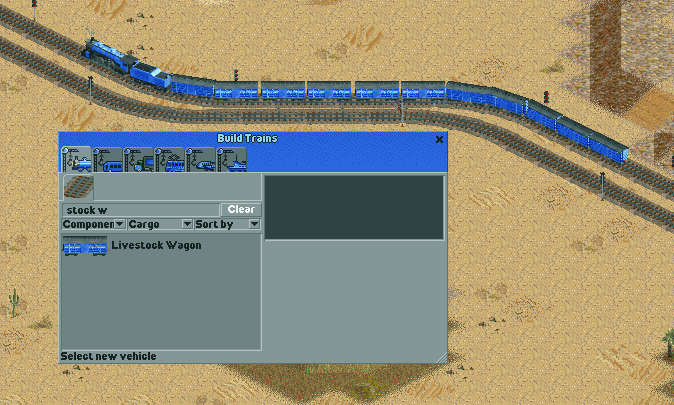 Build Trains
stock w
Clear
Componen
Cargo
Sort by
Livestock Wagon
Select new vehicle